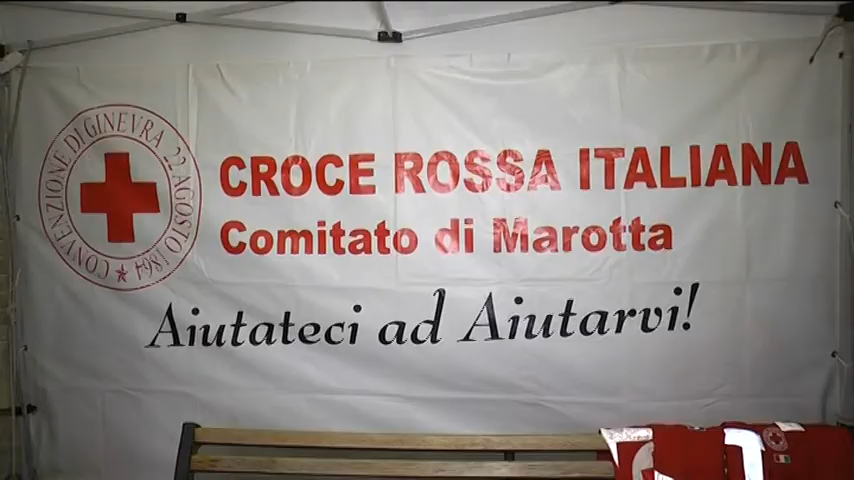 CONVENZIONE DI GINEVRA 22 AGOSTO 1864
CROCE ROSSA ITALIANA
Comitato di Marotta
Aiutateci ad Aiutarvi!